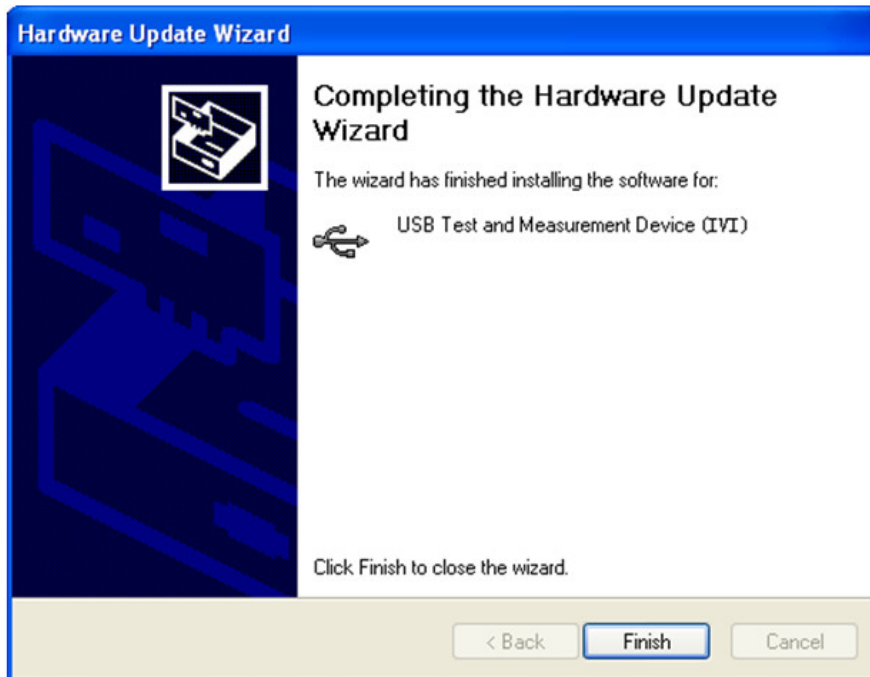 Hardware Update Wizard
Completing the Hardware Update
Wizard
The wizard has finished installing the software for:
USB Test and Measurement Device (IVI)
Click Finish to close the wizard.
< Back Finish Cancel